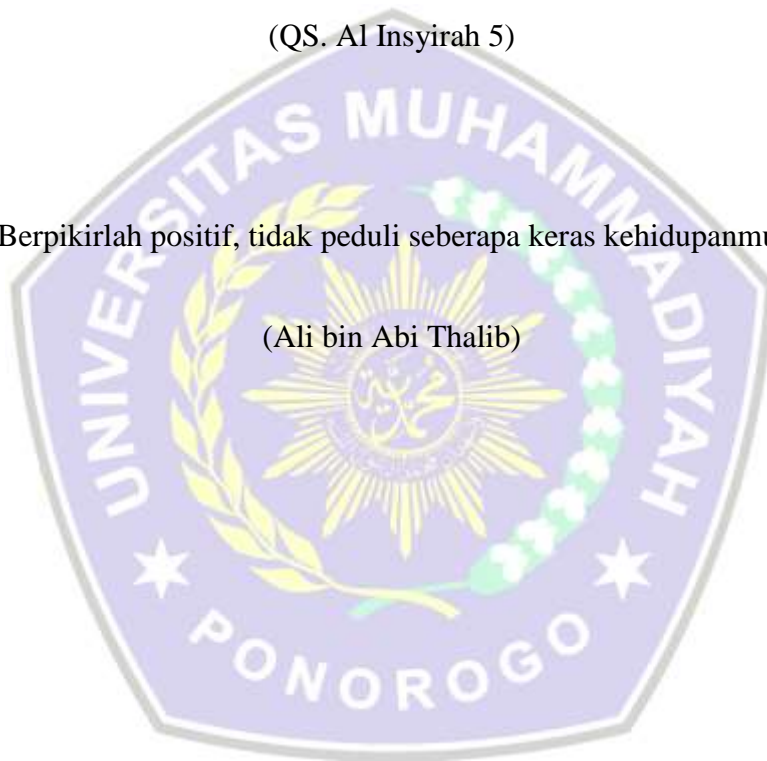 (QS. Al Insyirah 5)
Berpikirlah positif, tidak peduli seberapa keras kehidupanmu
(Ali bin Abi Thalib)
UNIVERSITAS MUHAMMADIYAH
PONOROGO